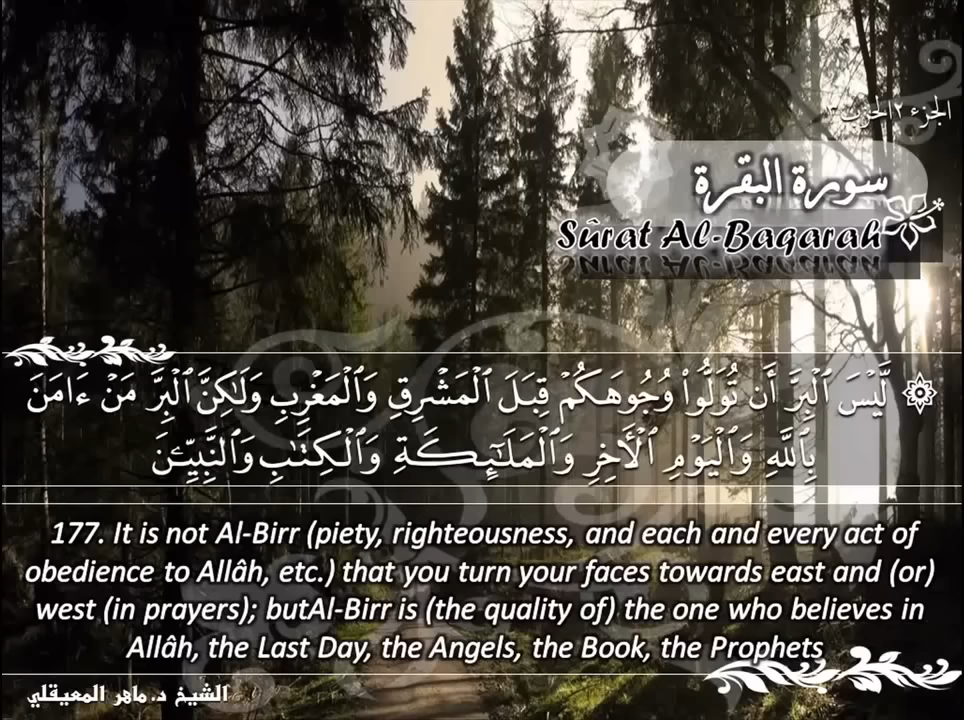 الجزء ٢ الحزب
سورة البقرة
Sûrat Al-Baqarah
۞ لَّيْسَ ٱلْبِرَّ أَن تُوَلُّوا۟ وُجُوهَكُمْ قِبَلَ ٱلْمَشْرِقِ وَٱلْمَغْرِبِ وَلَـٰكِنَّ ٱلْبِرَّ مَنْ ءَامَنَ
بِٱللَّهِ وَٱلْيَوْمِ ٱلْـَٔاخِرِ وَٱلْمَلَـٰٓئِكَةِ وَٱلْكِتَـٰبِ وَٱلنَّبِيِّـۧنَ
177. It is not Al-Birr (piety, righteousness, and each and every act of
obedience to Allâh, etc.) that you turn your faces towards east and (or)
west (in prayers); butAl-Birr is (the quality of) the one who believes in
Allâh, the Last Day, the Angels, the Book, the Prophets
الشيخ د. ماهر المعيقلي